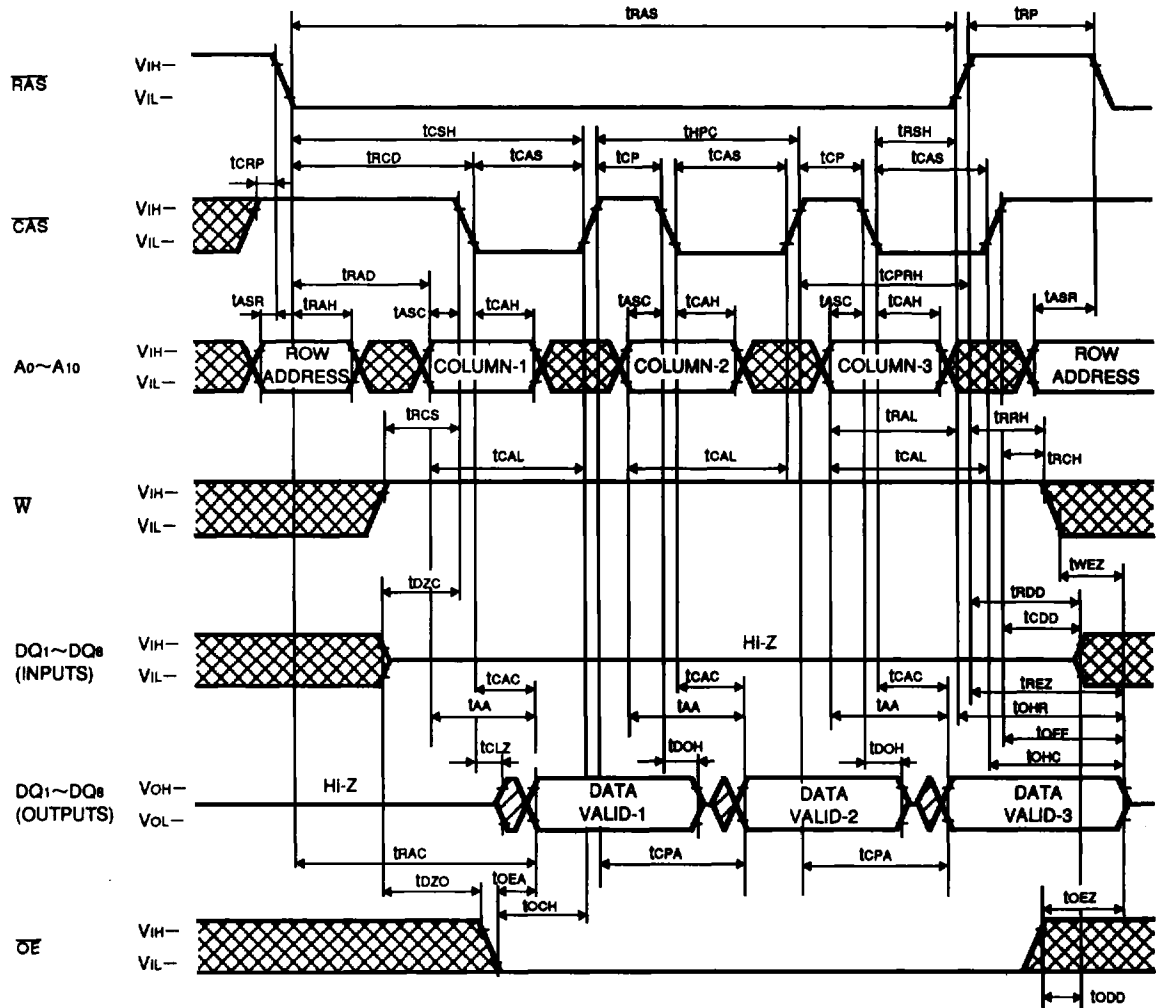 tRAS tRP
RAS VIH–
VIL–
tCSH tHPC tRSH
tCRP tRCD tCAS tCP tCAS tCP tCAS
CAS VIH–
VIL–
tRAD tCPRH
tASR tRAH tASC tCAH tASC tCAH tASC tCAH tASR
A0~A10 VIH–
VIL–
ROW ADDRESS COLUMN-1 COLUMN-2 COLUMN-3 ROW ADDRESS
tRCS tRAL tRRH
tCAL tCAL tCAL tRCH
W VIH–
VIL–
tWEZ
tDZC tRDD
tCDD
DQ1~DQ8 (INPUTS) VIH–
VIL–
Hi-Z
tCAC tCAC tCAC tREZ
tAA tAA tAA tOHR
tCLZ tDOH tDOH tOFF
tOHC
DQ1~DQ8 (OUTPUTS) VOH–
VOL–
Hi-Z DATA VALID-1 DATA VALID-2 DATA VALID-3
tRAC tCPA tCPA
tDZO tOEA
tOCH tOEZ
OE VIH–
VIL–
tODD